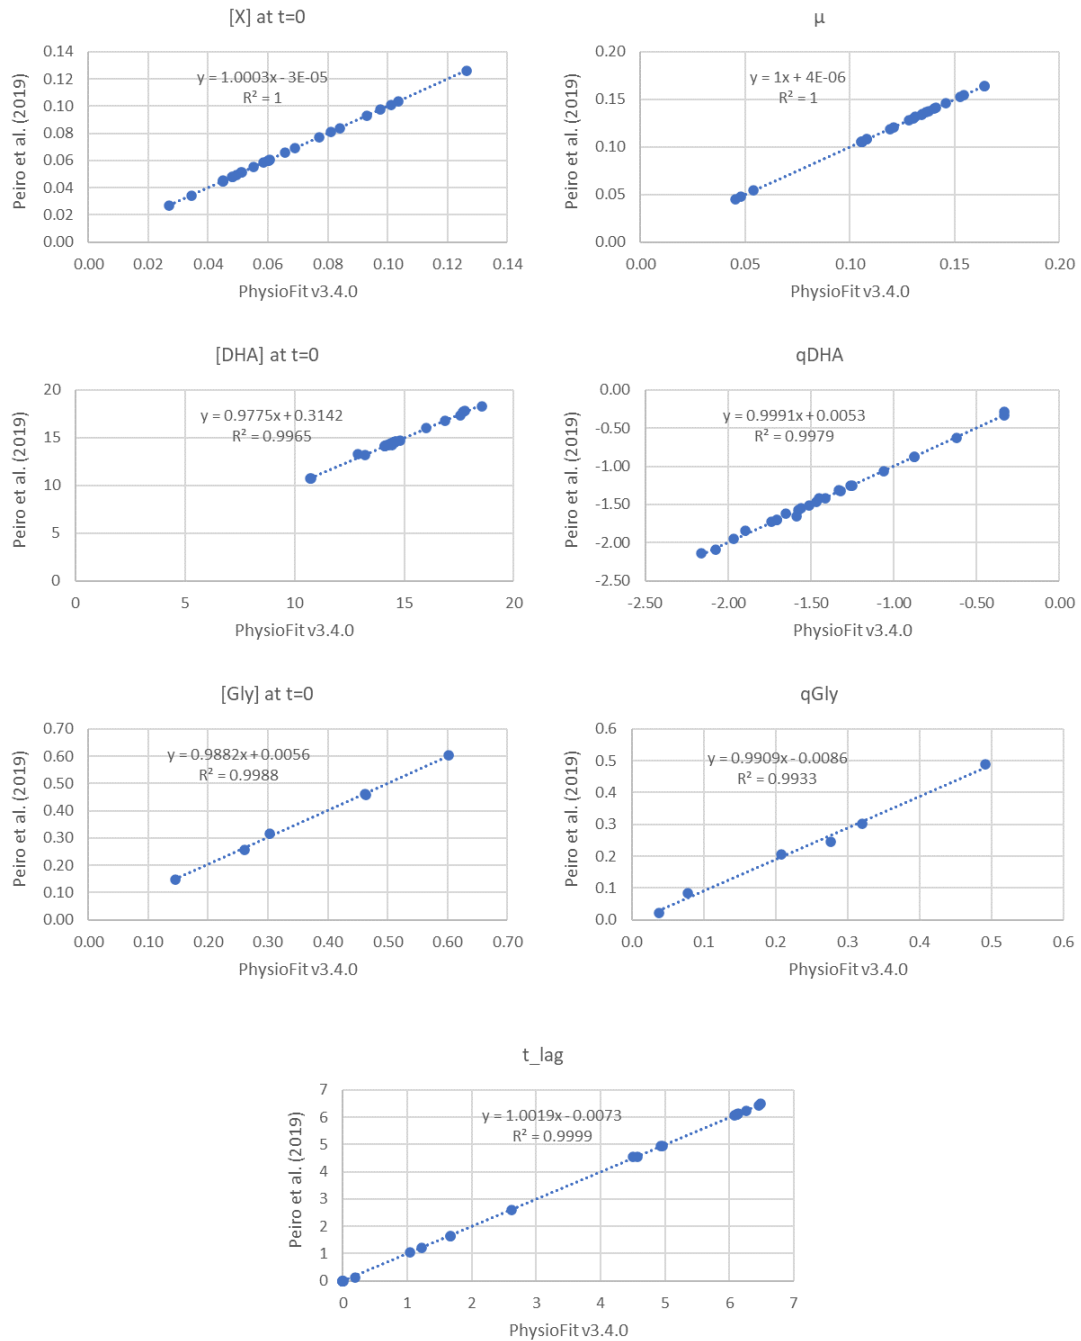 [X] at t=0
y = 1.0003x - 3E-05
R² = 1
0.14
0.12
0.10
0.08
0.06
0.04
0.02
0.00
0.00 0.02 0.04 0.06 0.08 0.10 0.12 0.14
Peiro et al. (2019)
PhysioFit v3.4.0
μ
y = 1x + 4E-06
R² = 1
0.20
0.15
0.10
0.05
0.00
0.00 0.05 0.10 0.15 0.20
Peiro et al. (2019)
PhysioFit v3.4.0
[DHA] at t=0
y = 0.9775x + 0.3142
R² = 0.9965
20
15
10
5
0
0 5 10 15 20
Peiro et al. (2019)
PhysioFit v3.4.0
qDHA
y = 0.9991x + 0.0053
R² = 0.9979
0.00
-0.50
-1.00
-1.50
-2.00
-2.50
-2.50 -2.00 -1.50 -1.00 -0.50 0.00
Peiro et al. (2019)
PhysioFit v3.4.0
[Gly] at t=0
y = 0.9882x + 0.0056
R² = 0.9988
0.70
0.60
0.50
0.40
0.30
0.20
0.10
0.00
0.00 0.10 0.20 0.30 0.40 0.50 0.60 0.70
Peiro et al. (2019)
PhysioFit v3.4.0
qGly
y = 0.9909x - 0.0086
R² = 0.9933
0.6
0.5
0.4
0.3
0.2
0.1
0.0
0.0 0.1 0.2 0.3 0.4 0.5 0.6
Peiro et al. (2019)
PhysioFit v3.4.0
t_lag
y = 1.0019x - 0.0073
R² = 0.9999
7
6
5
4
3
2
1
0
0 1 2 3 4 5 6 7
Peiro et al. (2019)
PhysioFit v3.4.0